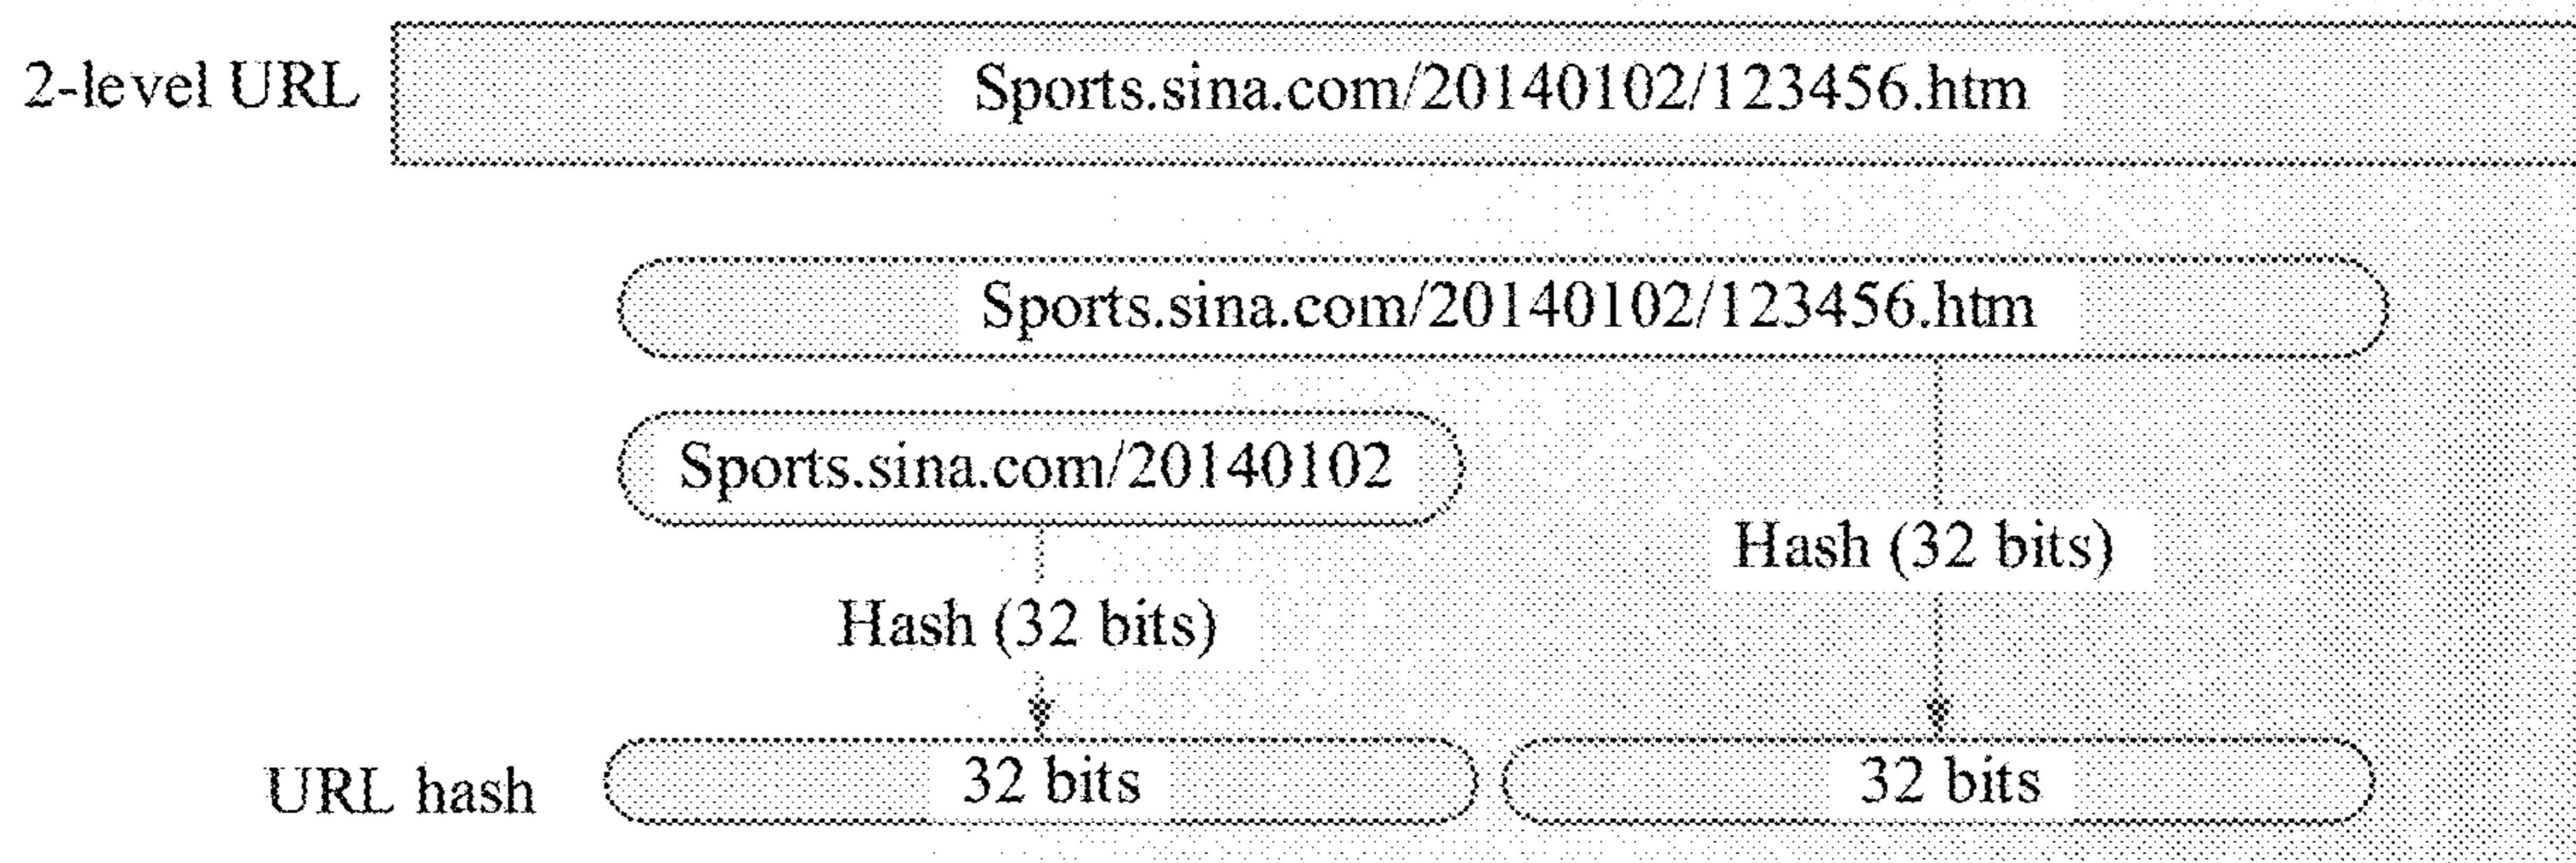 2-level URL
Sports.sina.com/20140102/123456.htm
Sports.sina.com/20140102/123456.htm
Sports.sina.com/20140102
Hash (32 bits)
Hash (32 bits)
URL hash
32 bits
32 bits